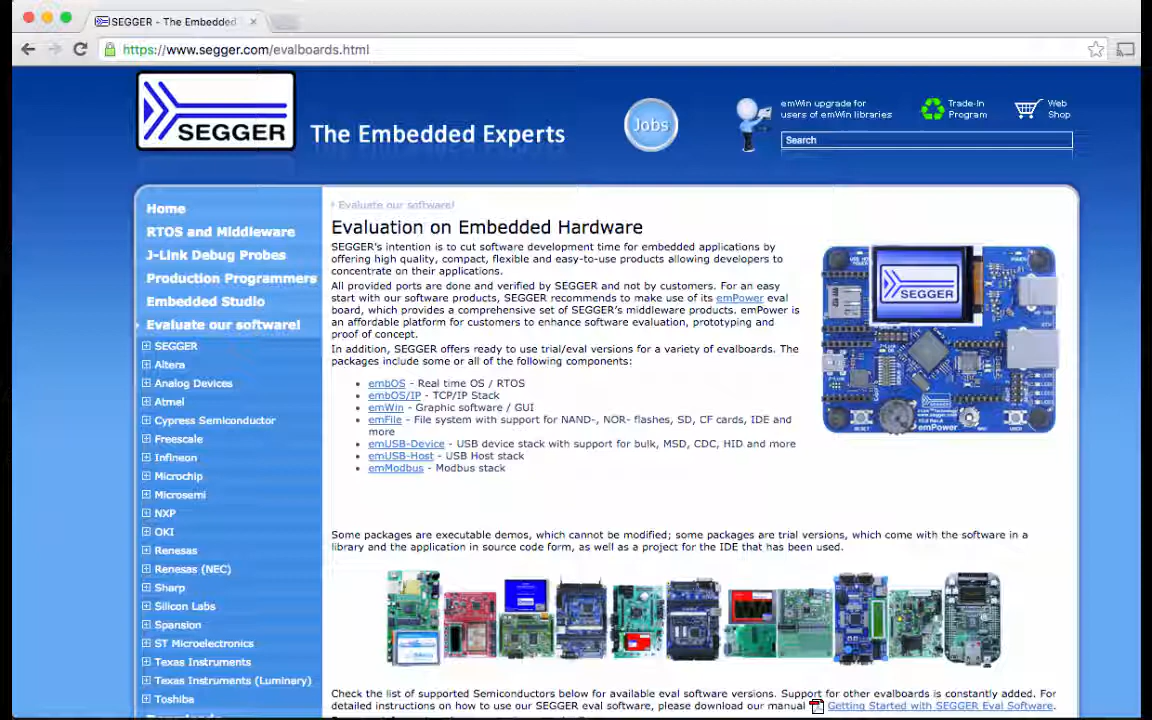 SEGGER - The Embedded
https://www.segger.com/evalboards.html
SEGGER
The Embedded Experts
Jobs
emWin upgrade for
users of emWin libraries
Trade-In
Program
Web
Shop
Search
Home
RTOS and Middleware
J-Link Debug Probes
Production Programmers
Embedded Studio
Evaluate our software!
SEGGER
Altera
Analog Devices
Atmel
Cypress Semiconductor
Freescale
Infineon
Microchip
Microsemi
NXP
OKI
Renesas
Renesas (NEC)
Sharp
Silicon Labs
Spansion
ST Microelectronics
Texas Instruments
Texas Instruments (Luminary)
Toshiba
Evaluate our software!
Evaluation on Embedded Hardware
SEGGER's intention is to cut software development time for embedded applications by
offering high quality, compact, flexible and easy-to-use products allowing developers to
concentrate on their applications.
All provided ports are done and verified by SEGGER and not by customers. For an easy
start with our software products, SEGGER recommends to make use of its emPower eval
board, which provides a comprehensive set of SEGGER's middleware products. emPower is
an affordable platform for customers to enhance software evaluation, prototyping and
proof of concept.
In addition, SEGGER offers ready to use trial/eval versions for a variety of evalboards. The
packages include some or all of the following components:
embOS - Real time OS / RTOS
embOS/IP - TCP/IP Stack
emWin - Graphic software / GUI
emFile - File system with support for NAND-, NOR- flashes, SD, CF cards, IDE and
more
emUSB-Device - USB device stack with support for bulk, MSD, CDC, HID and more
emUSB-Host - USB Host stack
emModbus - Modbus stack
SEGGER
emPower
Some packages are executable demos, which cannot be modified; some packages are trial versions, which come with the software in a
library and the application in source code form, as well as a project for the IDE that has been used.
Check the list of supported Semiconductors below for available eval software versions. Support for other evalboards is constantly added. For
detailed instructions on how to use our SEGGER eval software, please download our manual Getting Started with SEGGER Eval Software.